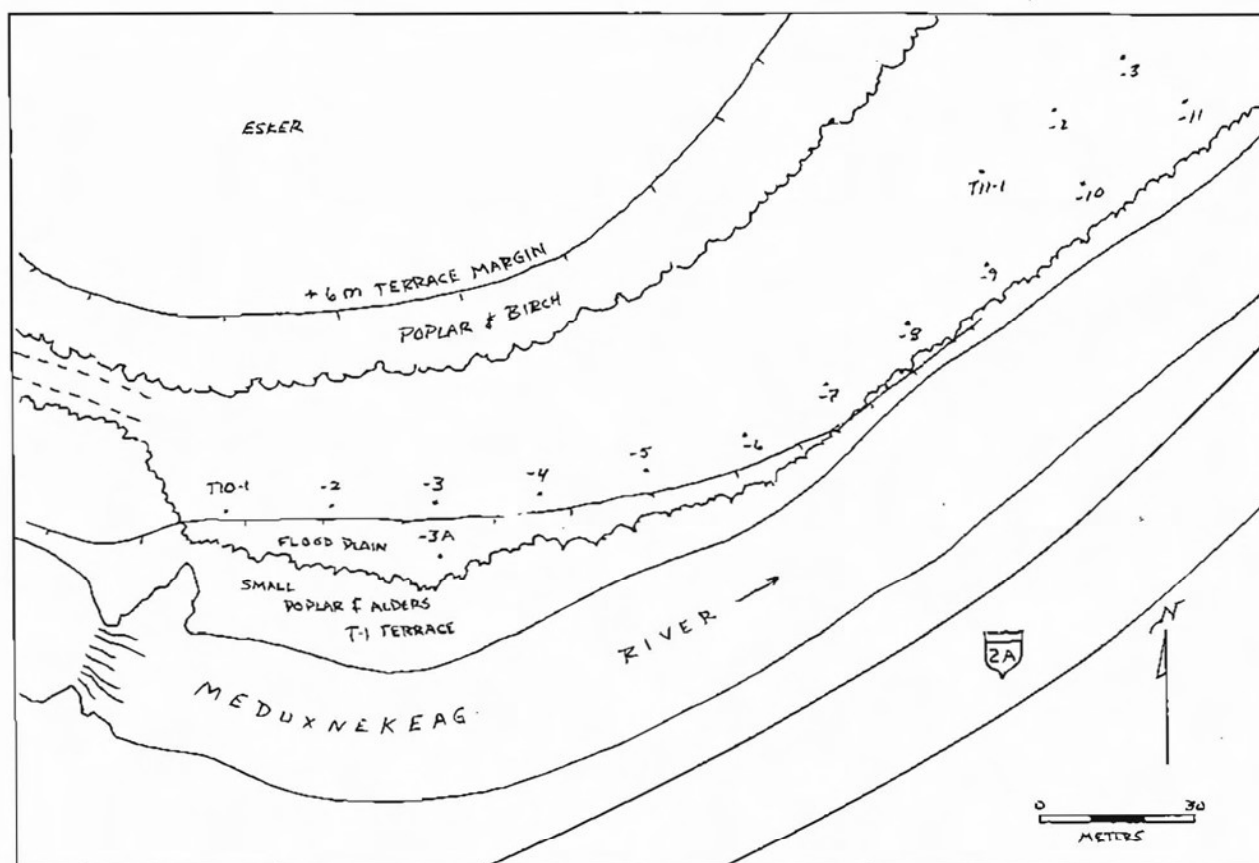 -3
-2
-11
ESKER
T11-1
-10
+6 M TERRACE MARGIN
-9
POPLAR & BIRCH
-8
-7
-6
-5
-4
T10-1 -2 -3
FLOOD PLAIN -3A
SMALL
POPLAR & ALDERS
T-1 TERRACE
MEDUXNEKEAG RIVER
2A
N
0 30
METERS